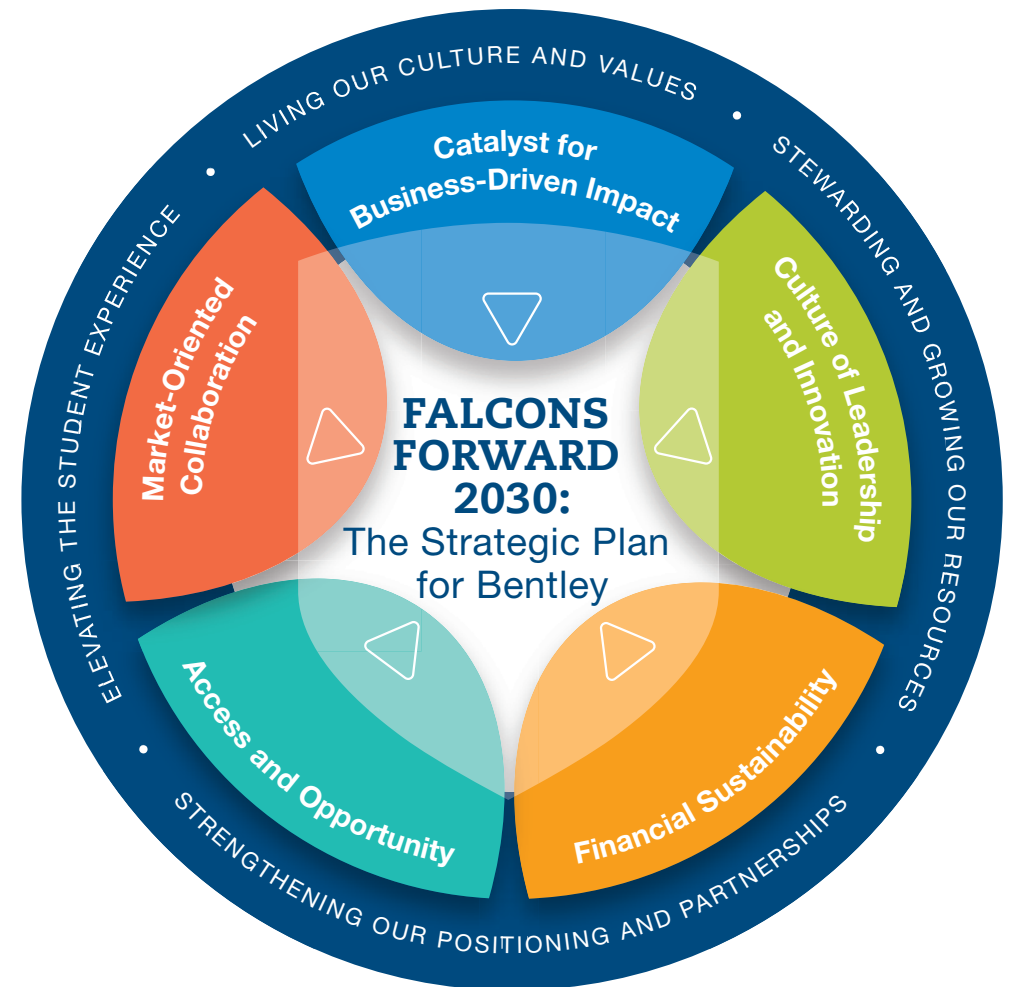 LIVING OUR CULTURE AND VALUES
•
STEWARDING AND GROWING OUR RESOURCES
•
STRENGTHENING OUR POSITIONING AND PARTNERSHIPS
•
ELEVATING THE STUDENT EXPERIENCE
•
Catalyst for
Business-Driven Impact
Culture of Leadership
and Innovation
Financial Sustainability
Access and Opportunity
Market-Oriented
Collaboration
FALCONS
FORWARD
2030:
The Strategic Plan
for Bentley